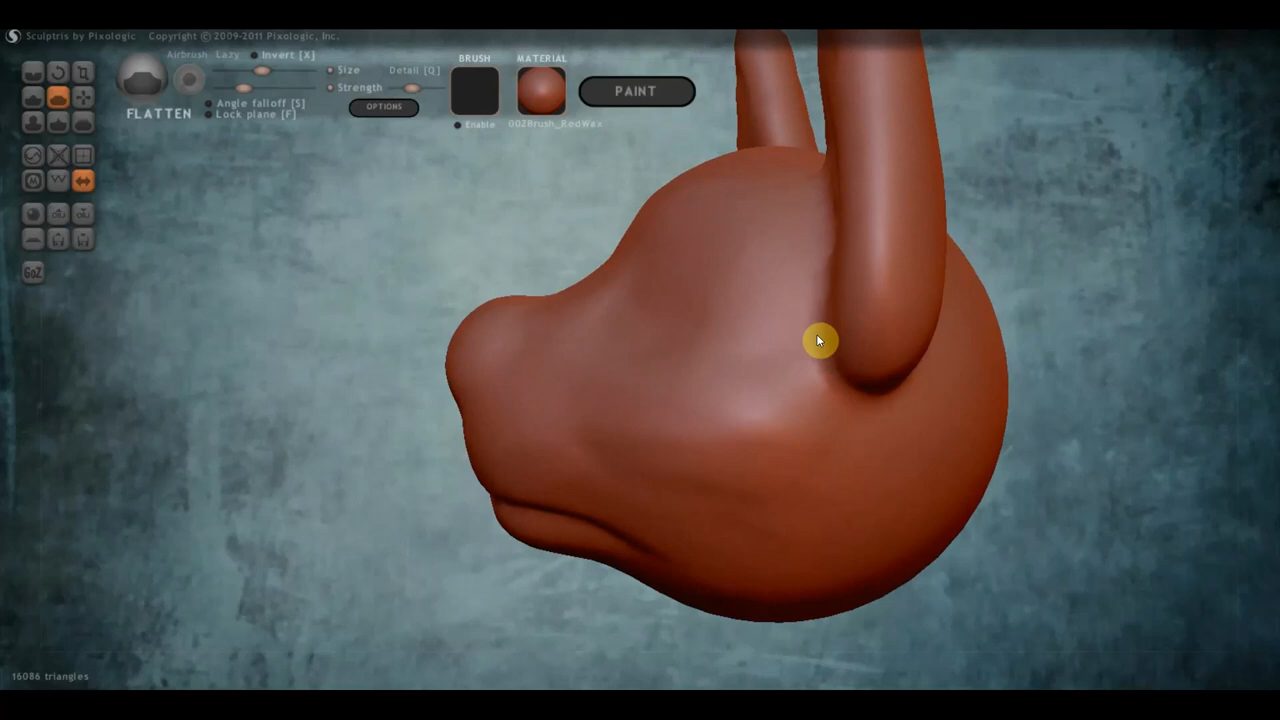 Sculptris by Pixologic Copyright © 2009-2011 Pixologic, Inc.
Airbrush Lazy Invert [X]
Size Detail [Q]
Strength
Angle falloff [S]
Lock plane [F]
FLATTEN
OPTIONS
BRUSH
Enable
MATERIAL
00ZBrush_RedWax
PAINT
GoZ
16086 triangles